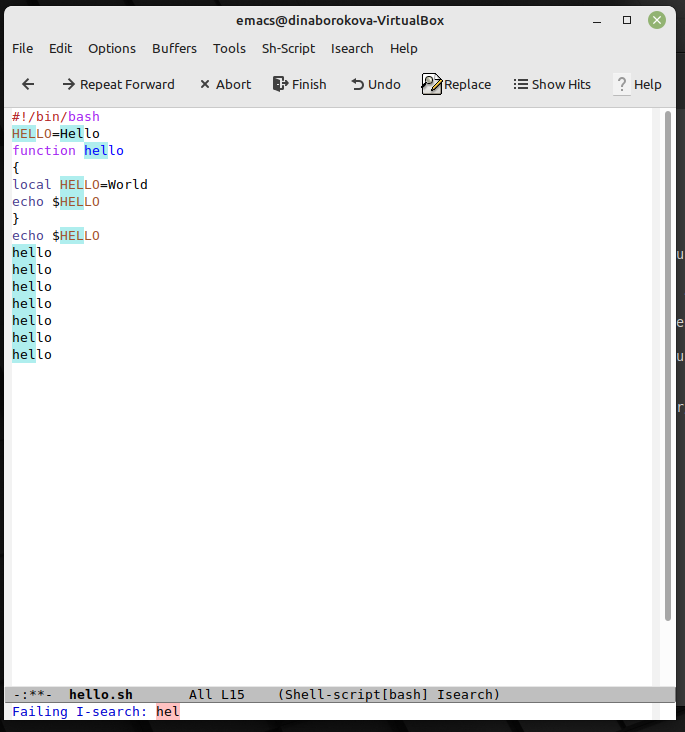 emacs@dinaborokova-VirtualBox
File Edit Options Buffers Tools Sh-Script Isearch Help
Repeat Forward Abort Finish Undo Replace Show Hits ? Help
#!/bin/bash
HELLO=Hello
function hello
{
local HELLO=World
echo $HELLO
}
echo $HELLO
hello
hello
hello
hello
hello
hello
hello
u
e
u
r
-:**-  hello.sh       All L15    (Shell-script[bash] Isearch)
Failing I-search: hel